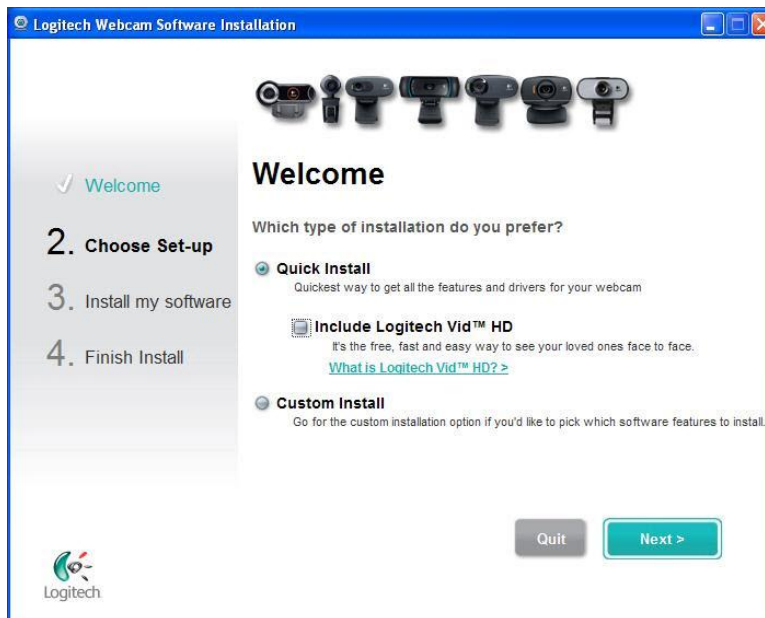 Logitech Webcam Software Installation
Welcome
2. Choose Set-up
3. Install my software
4. Finish Install
Logitech
Welcome
Which type of installation do you prefer?
Quick Install
Quickest way to get all the features and drivers for your webcam
Include Logitech Vid™ HD
It's the free, fast and easy way to see your loved ones face to face.
What is Logitech Vid™ HD? >
Custom Install
Go for the custom installation option if you'd like to pick which software features to install.
Quit
Next >